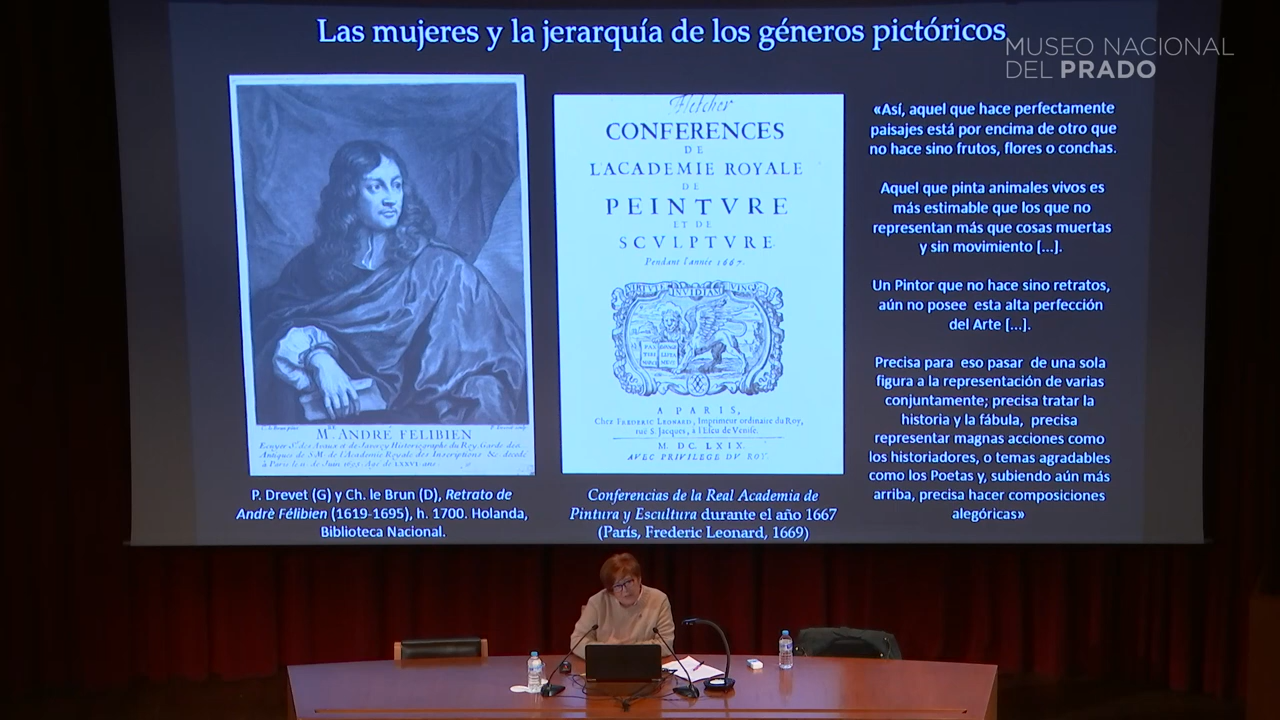 Las mujeres y la jerarquía de los géneros pictóricos
MUSEO NACIONAL
DEL PRADO
Fletcher
CONFERENCES
DE
L'ACADEMIE ROYALE
DE
PEINTVRE
ET DE
SCVLPTVRE.
Pendant l'année 1667.
A PARIS,
Chez FREDERIC LEONARD, Imprimeur ordinaire du Roy,
ruë S. Jacques, à l'Escu de Venise.
M. DC. LXIX.
AVEC PRIVILEGE DV ROY.
Mre. ANDRÉ FELIBIEN
Conferencias de la Real Academia de
Pintura y Escultura durante el año 1667
(París, Frederic Leonard, 1669)
P. Drevet (G) y Ch. le Brun (D), Retrato de
Andrè Félibien (1619-1695), h. 1700. Holanda,
Biblioteca Nacional.
«Así, aquel que hace perfectamente
paisajes está por encima de otro que
no hace sino frutos, flores o conchas.
Aquel que pinta animales vivos es
más estimable que los que no
representan más que cosas muertas
y sin movimiento [...].
Un Pintor que no hace sino retratos,
aún no posee esta alta perfección
del Arte [...].
Precisa para eso pasar de una sola
figura a la representación de varias
conjuntamente; precisa tratar la
historia y la fábula, precisa
representar magnas acciones como
los historiadores, o temas agradables
como los Poetas y, subiendo aún más
arriba, precisa hacer composiciones
alegóricas»